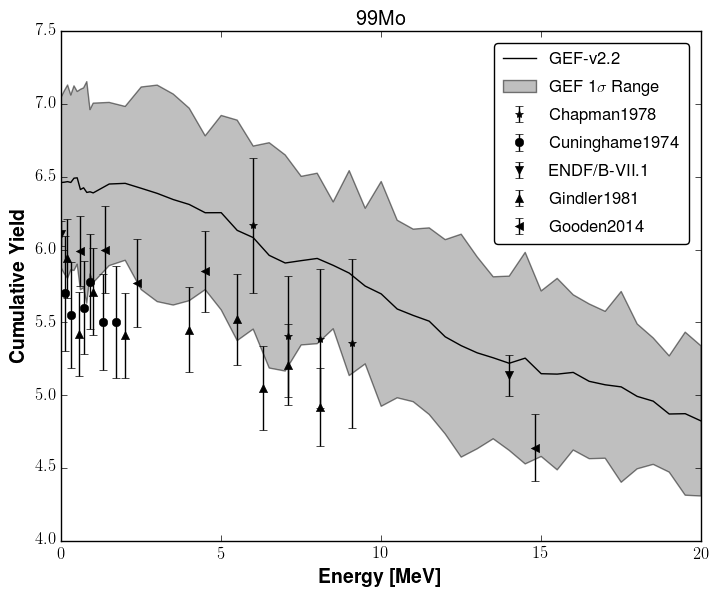 99Mo
7.5
7.0
6.5
6.0
5.5
5.0
4.5
4.0
Cumulative Yield
0
5
10
15
20
Energy [MeV]
GEF-v2.2
GEF 1σ Range
Chapman1978
Cuninghame1974
ENDF/B-VII.1
Gindler1981
Gooden2014